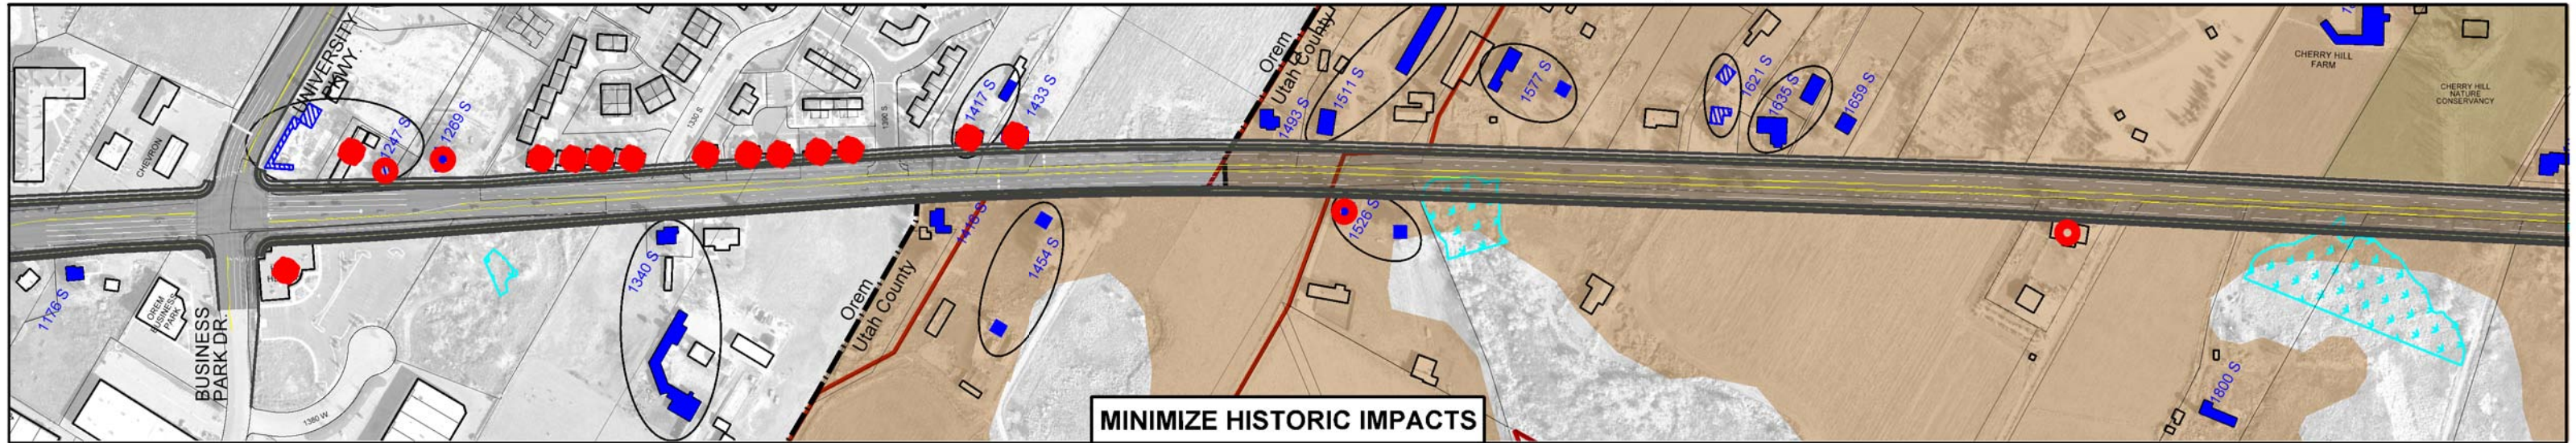 UNIVERSITY
PKWY.
CHEVRON
1247 S
1269 S
1330 S.
1390 S.
1417 S
1433 S
Orem
Utah County
1493 S
1511 S
1577 S
1621 S
1635 S
1659 S
CHERRY HILL
FARM
CHERRY HILL
NATURE
CONSERVANCY
1176 S
OREM
BUSINESS
PARK
BUSINESS
PARK DR.
1380 W
1340 S
Orem
Utah County
1418 S
1454 S
1526 S
1800 S
MINIMIZE HISTORIC IMPACTS